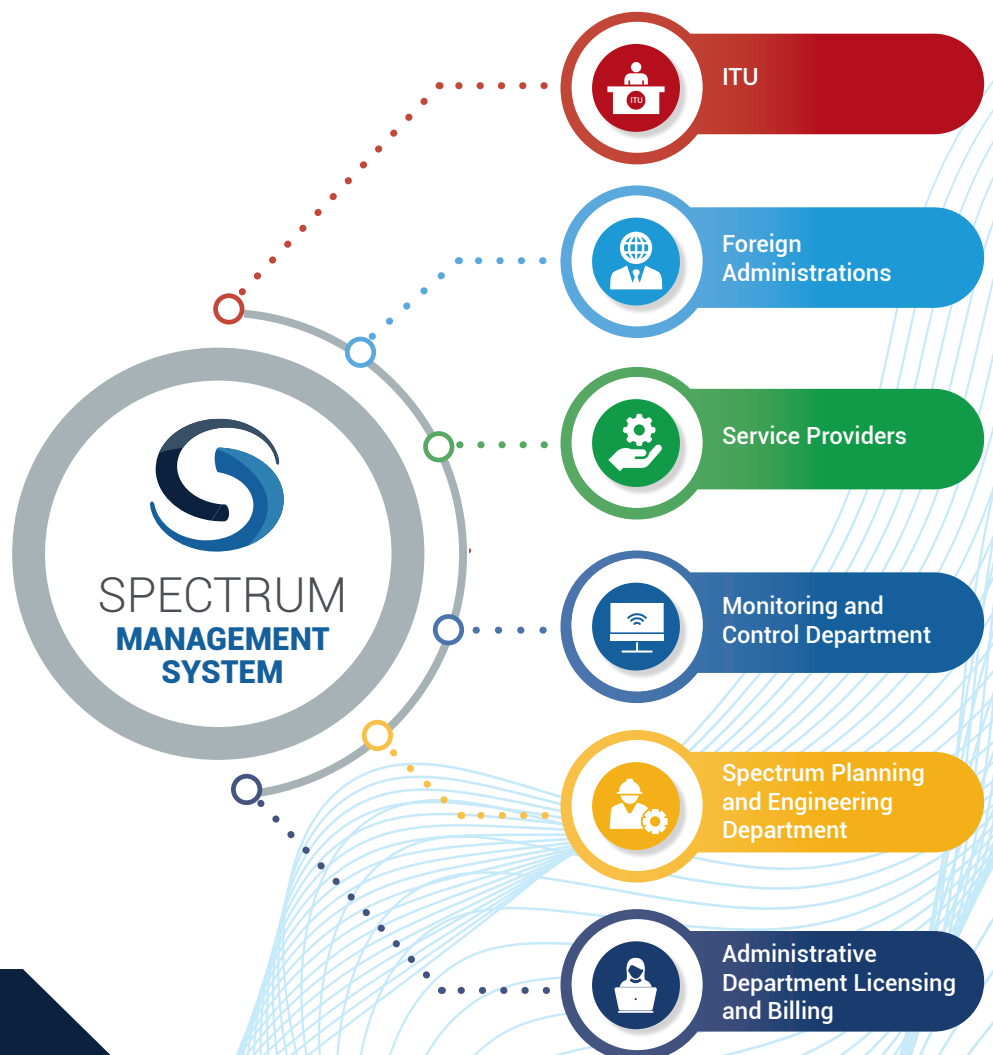 ITU
ITU
Foreign
Administrations
Service Providers
SPECTRUM
MANAGEMENT
SYSTEM
Monitoring and
Control Department
Spectrum Planning
and Engineering
Department
Administrative
Department Licensing
and Billing